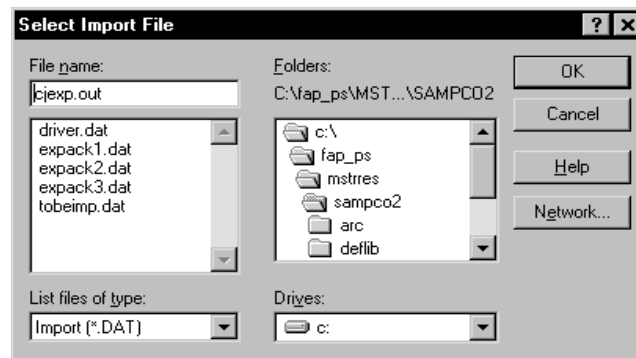 Select Import File
File name:
cjexp.out
driver.dat
expack1.dat
expack2.dat
expack3.dat
tobeimp.dat
List files of type:
Import (*.DAT)
Folders:
C:\fap_ps\MST...\SAMPCO2
c:\
fap_ps
mstrres
sampco2
arc
deflib
Drives:
c:
OK
Cancel
Help
Network...